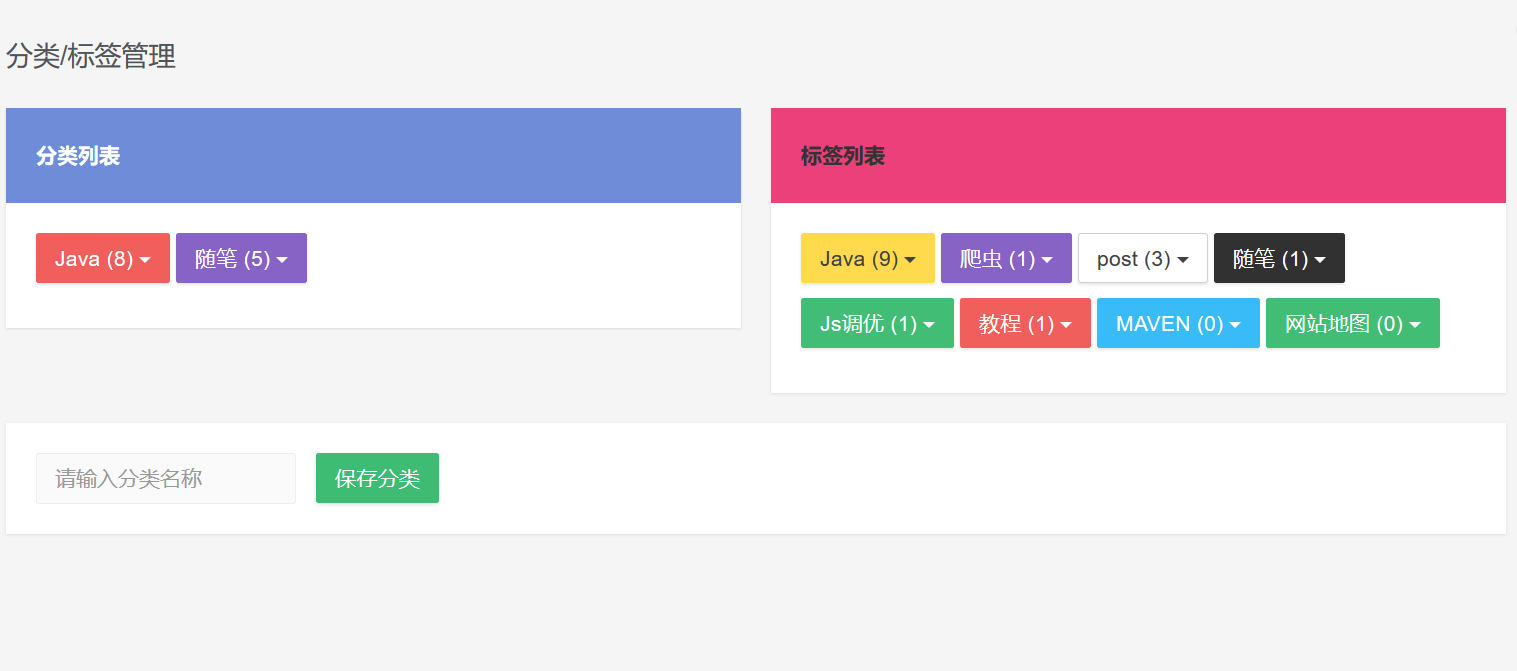 分类/标签管理
分类列表
Java (8) 随笔 (5)
标签列表
Java (9) 爬虫 (1) post (3) 随笔 (1)
Js调优 (1) 教程 (1) MAVEN (0) 网站地图 (0)
请输入分类名称 保存分类